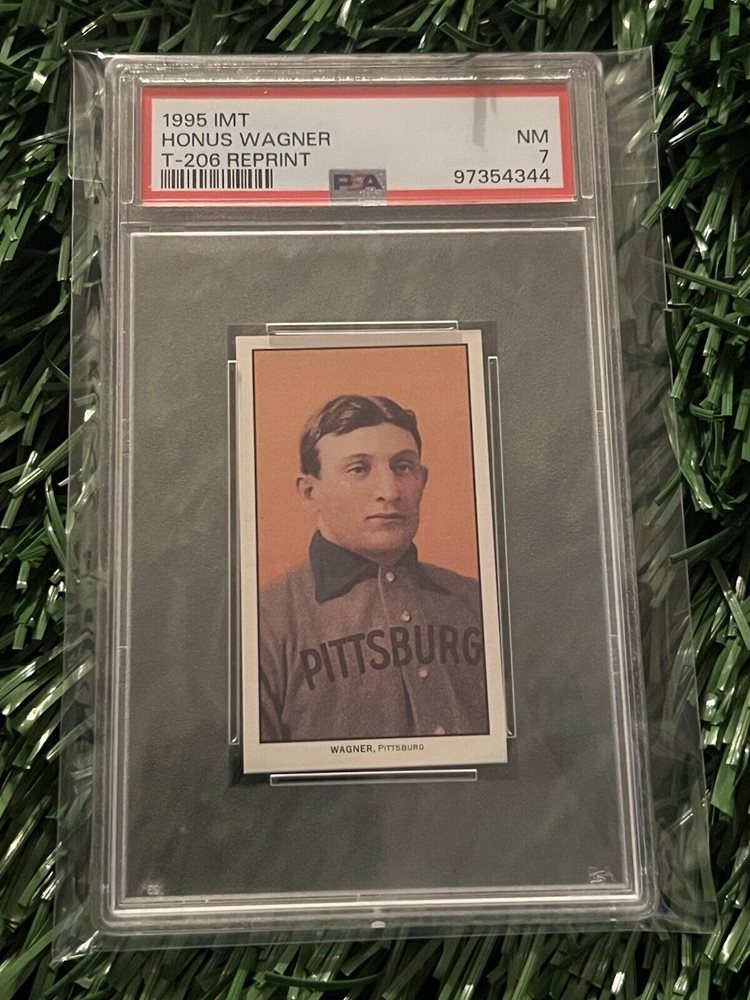 1995 IMT
HONUS WAGNER
NM
T-206 REPRINT
7
PSA
97354344
PITTSBURG
WAGNER, PITTSBURG